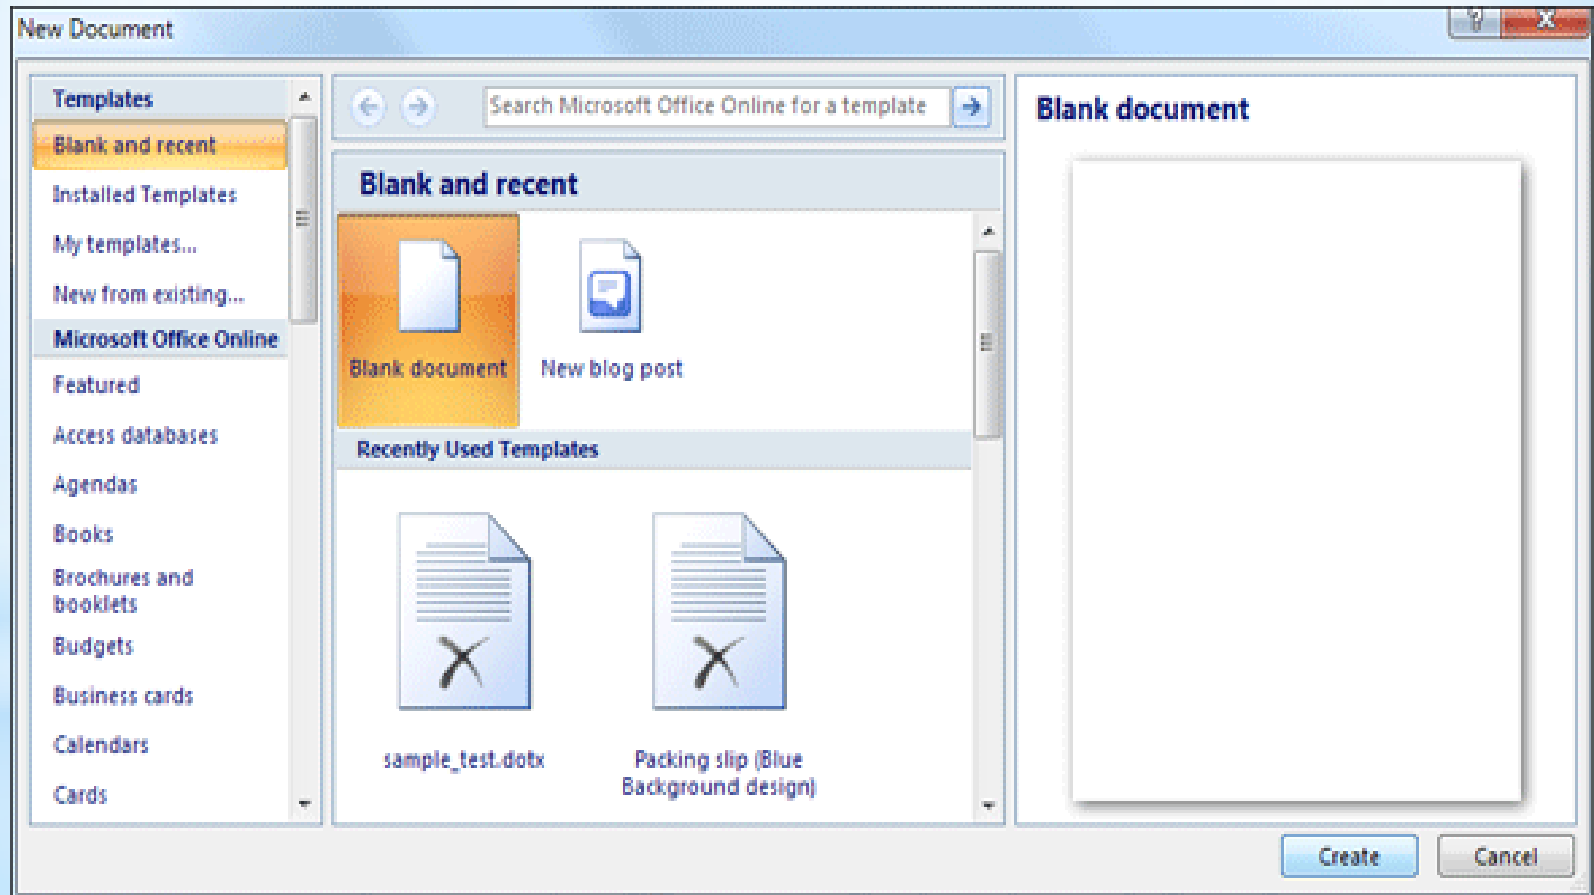 New Document
?
X
Templates
Blank and recent
Installed Templates
My templates...
New from existing...
Microsoft Office Online
Featured
Access databases
Agendas
Books
Brochures and
booklets
Budgets
Business cards
Calendars
Cards
Search Microsoft Office Online for a template
Blank and recent
Blank document
New blog post
Recently Used Templates
sample_test.dotx
Packing slip (Blue
Background design)
Blank document
Create
Cancel